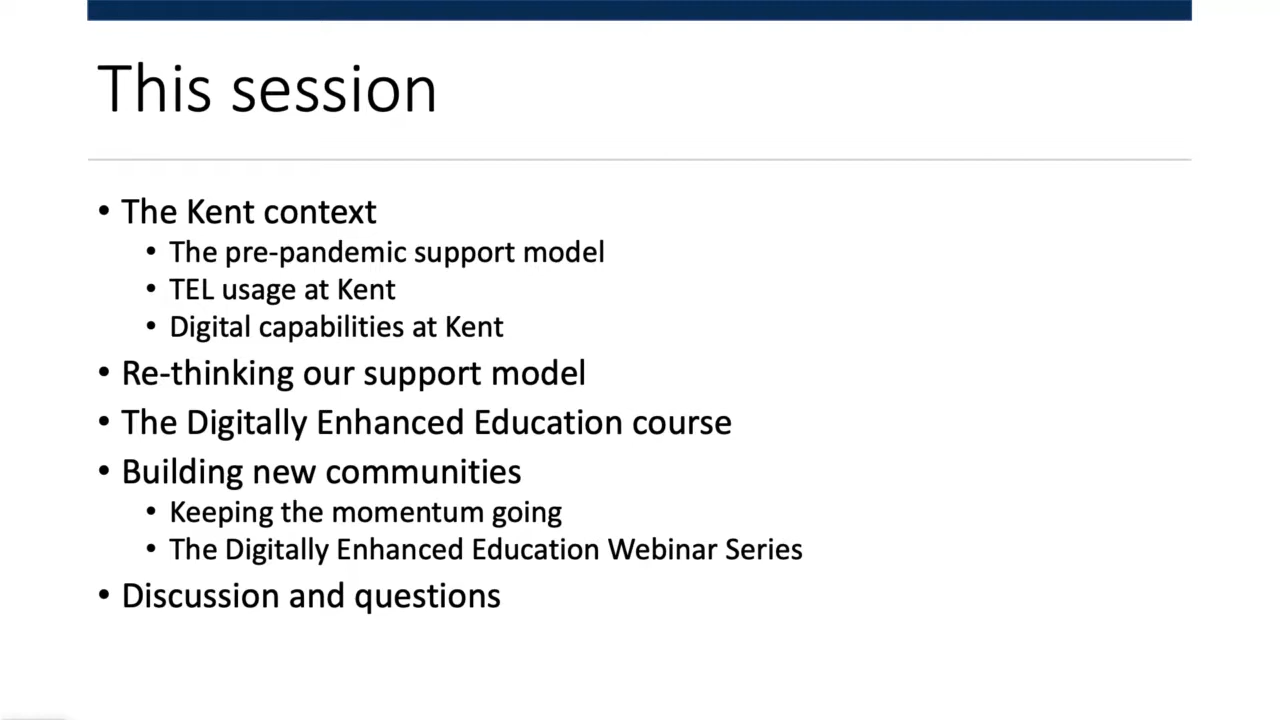 This session
• The Kent context
• The pre-pandemic support model
• TEL usage at Kent
• Digital capabilities at Kent
• Re-thinking our support model
• The Digitally Enhanced Education course
• Building new communities
• Keeping the momentum going
• The Digitally Enhanced Education Webinar Series
• Discussion and questions